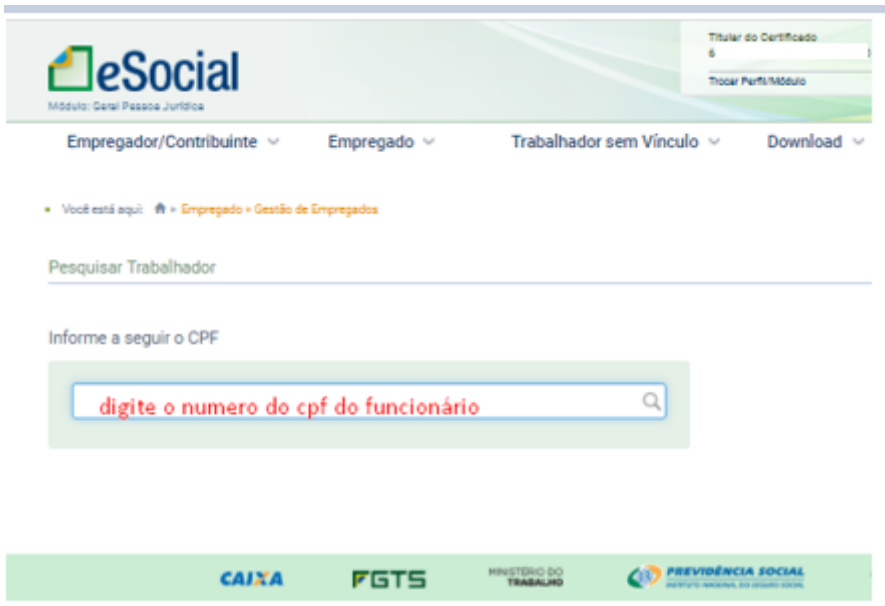 Titular do Certificado
6
eSocial
Trocar Perfil/Módulo
Módulo: Geral Pessoa Jurídica
Empregador/Contribuinte Empregado Trabalhador sem Vínculo Download
Você está aqui: » Empregado » Gestão de Empregados
Pesquisar Trabalhador
Informe a seguir o CPF
digite o numero do cpf do funcionário
CAIXA FGTS MINISTÉRIO DO TRABALHO PREVIDÊNCIA SOCIAL
INSTITUTO NACIONAL DO SEGURO SOCIAL